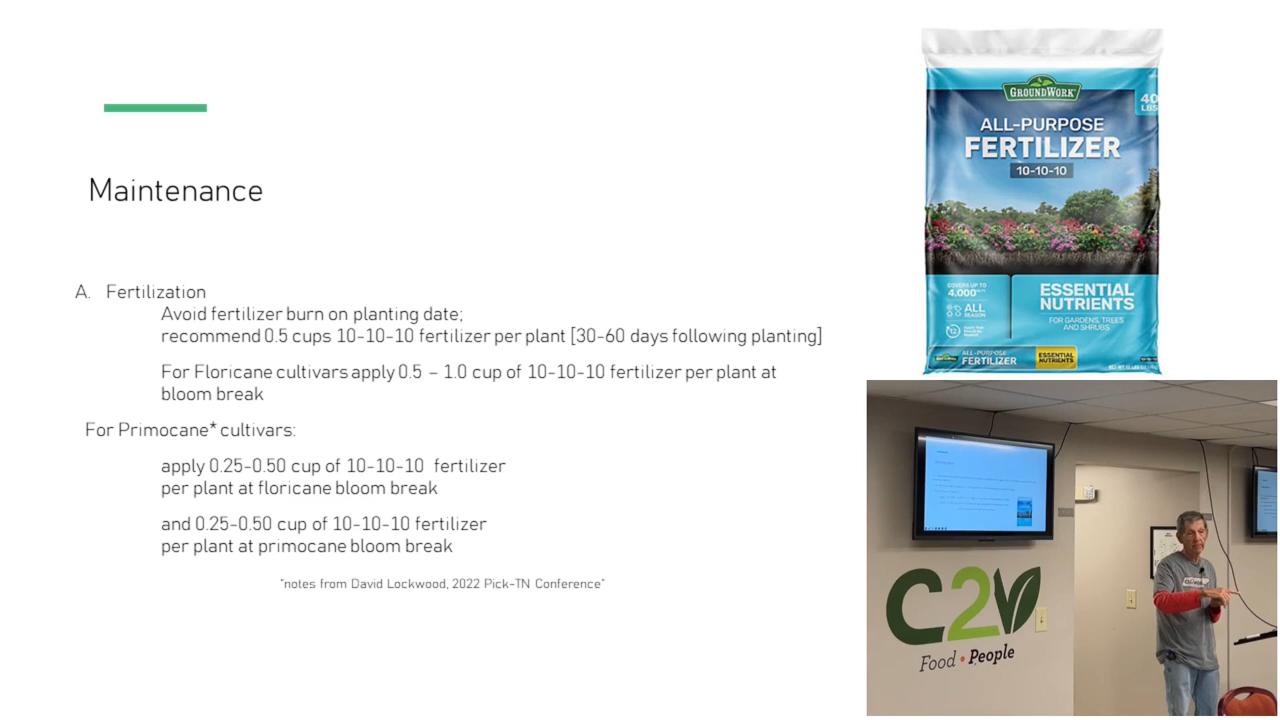 Maintenance
A. Fertilization
Avoid fertilizer burn on planting date;
recommend 0.5 cups 10-10-10 fertilizer per plant [30-60 days following planting]
For Floricane cultivars apply 0.5 – 1.0 cup of 10-10-10 fertilizer per plant at
bloom break
For Primocane* cultivars:
apply 0.25-0.50 cup of 10-10-10 fertilizer
per plant at floricane bloom break
and 0.25-0.50 cup of 10-10-10 fertilizer
per plant at primocane bloom break
"notes from David Lockwood, 2022 Pick-TN Conference"
GROUNDWORK
40
LBS
ALL-PURPOSE
FERTILIZER
10-10-10
COVERS UP TO
4,000
ALL
SEASON
12
ESSENTIAL
NUTRIENTS
FOR GARDENS, TREES
AND SHRUBS
ALL-PURPOSE
FERTILIZER
ESSENTIAL
NUTRIENTS
C2V
Food • People